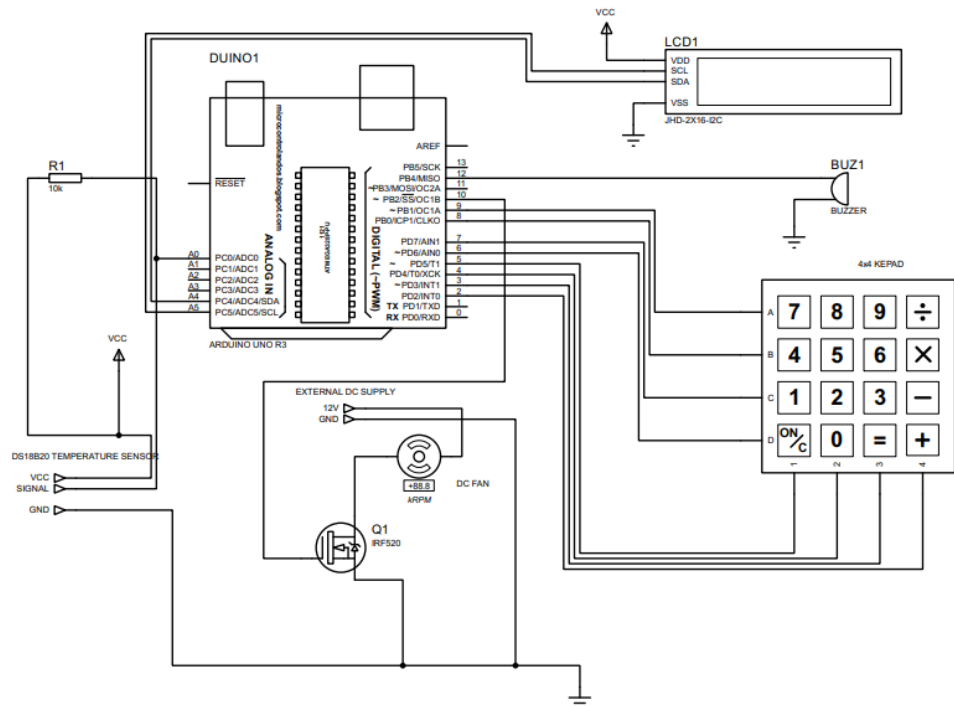 VCC
LCD1
VDD
SCL
SDA
VSS
JHD-2X16-I2C
DUINO1
microcontrolandos.blogspot.com
AREF
PB5/SCK 13
PB4/MISO 12
~PB3/MOSI/OC2A 11
~ PB2/SS/OC1B 10
~ PB1/OC1A 9
PB0/ICP1/CLKO 8
PD7/AIN1 7
~PD6/AIN0 6
~ PD5/T1 5
PD4/T0/XCK 4
~PD3/INT1 3
PD2/INT0 2
TX PD1/TXD 1
RX PD0/RXD 0
DIGITAL (~PWM)
ANALOG IN
1121
RESET
A0 PC0/ADC0
A1 PC1/ADC1
A2 PC2/ADC2
A3 PC3/ADC3
A4 PC4/ADC4/SDA
A5 PC5/ADC5/SCL
ARDUINO UNO R3
R1
10k
BUZ1
BUZZER
4x4 KEPAD
A 7 8 9 ÷
B 4 5 6 ×
C 1 2 3 −
D ON/C 0 = +
1 2 3 4
VCC
EXTERNAL DC SUPPLY
12V
GND
DC FAN
+88.8
kRPM
Q1
IRF520
DS18B20 TEMPERATURE SENSOR
VCC
SIGNAL
GND